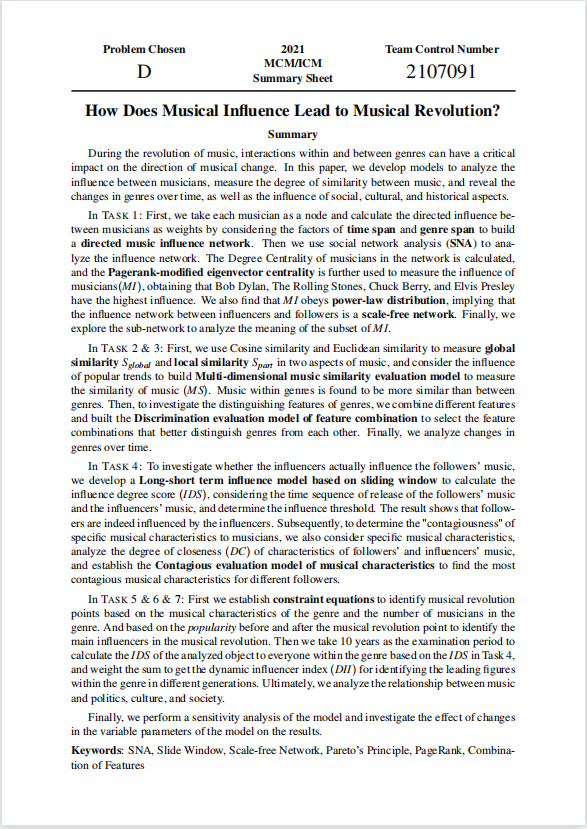 Problem Chosen
D
2021
MCM/ICM
Summary Sheet
Team Control Number
2107091
How Does Musical Influence Lead to Musical Revolution?
Summary
During the revolution of music, interactions within and between genres can have a critical
impact on the direction of musical change. In this paper, we develop models to analyze the
influence between musicians, measure the degree of similarity between music, and reveal the
changes in genres over time, as well as the influence of social, cultural, and historical aspects.
In TASK 1: First, we take each musician as a node and calculate the directed influence be-
tween musicians as weights by considering the factors of time span and genre span to build
a directed music influence network. Then we use social network analysis (SNA) to ana-
lyze the influence network. The Degree Centrality of musicians in the network is calculated,
and the Pagerank-modified eigenvector centrality is further used to measure the influence of
musicians(MI), obtaining that Bob Dylan, The Rolling Stones, Chuck Berry, and Elvis Presley
have the highest influence. We also find that MI obeys power-law distribution, implying that
the influence network between influencers and followers is a scale-free network. Finally, we
explore the sub-network to analyze the meaning of the subset of MI.
In TASK 2 & 3: First, we use Cosine similarity and Euclidean similarity to measure global
similarity S_global and local similarity S_part in two aspects of music, and consider the influence
of popular trends to build Multi-dimensional music similarity evaluation model to measure
the similarity of music (MS). Music within genres is found to be more similar than between
genres. Then, to investigate the distinguishing features of genres, we combine different features
and built the Discrimination evaluation model of feature combination to select the feature
combinations that better distinguish genres from each other. Finally, we analyze changes in
genres over time.
In TASK 4: To investigate whether the influencers actually influence the followers' music,
we develop a Long-short term influence model based on sliding window to calculate the
influence degree score (IDS), considering the time sequence of release of the followers' music
and the influencers' music, and determine the influence threshold. The result shows that follow-
ers are indeed influenced by the influencers. Subsequently, to determine the "contagiousness" of
specific musical characteristics to musicians, we also consider specific musical characteristics,
analyze the degree of closeness (DC) of characteristics of followers' and influencers' music,
and establish the Contagious evaluation model of musical characteristics to find the most
contagious musical characteristics for different followers.
In TASK 5 & 6 & 7: First we establish constraint equations to identify musical revolution
points based on the musical characteristics of the genre and the number of musicians in the
genre. And based on the popularity before and after the musical revolution point to identify the
main influencers in the musical revolution. Then we take 10 years as the examination period to
calculate the IDS of the analyzed object to everyone within the genre based on the IDS in Task 4,
and weight the sum to get the dynamic influencer index (DII) for identifying the leading figures
within the genre in different generations. Ultimately, we analyze the relationship between music
and politics, culture, and society.
Finally, we perform a sensitivity analysis of the model and investigate the effect of changes
in the variable parameters of the model on the results.
Keywords: SNA, Slide Window, Scale-free Network, Pareto's Principle, PageRank, Combina-
tion of Features